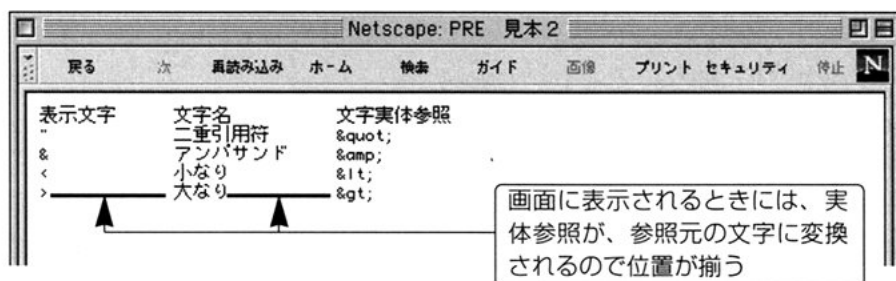 Netscape: PRE 見本2
戻る 次 再読み込み ホーム 検索 ガイド 画像 プリント セキュリティ 停止 N
表示文字 文字名 文字実体参照
" 二重引用符 &quot;
& アンパサンド &amp;
< 小なり &lt;
> 大なり &gt;
画面に表示されるときには、実
体参照が、参照元の文字に変換
されるので位置が揃う